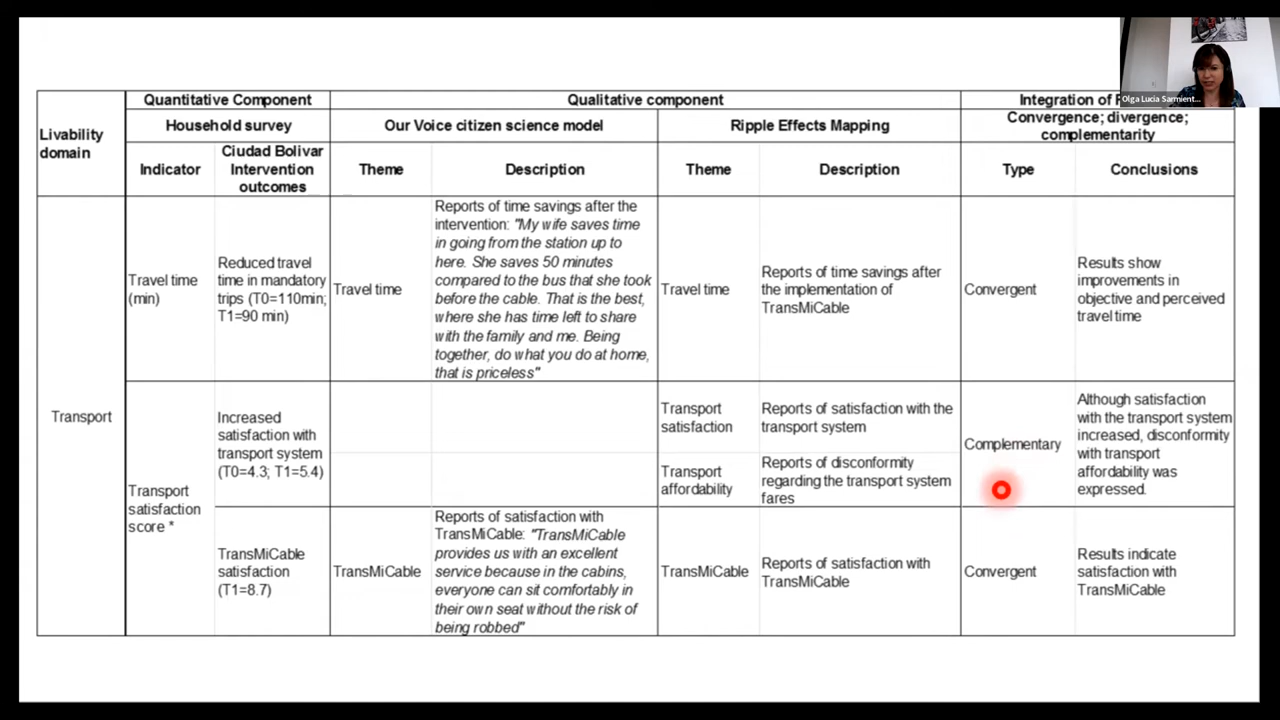 Olga Lucia Sarmient...
Quantitative Component
Qualitative component
Integration of
Livability
domain
Household survey
Our Voice citizen science model
Ripple Effects Mapping
Convergence; divergence;
complementarity
Indicator
Ciudad Bolivar
Intervention
outcomes
Theme
Description
Theme
Description
Type
Conclusions
Transport
Travel time
(min)
Reduced travel
time in mandatory
trips (T0=110min;
T1=90 min)
Travel time
Reports of time savings after the
intervention: "My wife saves time
in going from the station up to
here. She saves 50 minutes
compared to the bus that she took
before the cable. That is the best,
where she has time left to share
with the family and me. Being
together, do what you do at home,
that is priceless"
Travel time
Reports of time savings after
the implementation of
TransMiCable
Convergent
Results show
improvements in
objective and perceived
travel time
Transport
satisfaction
score *
Increased
satisfaction with
transport system
(T0=4.3; T1=5.4)
Transport
satisfaction
Reports of satisfaction with the
transport system
Transport
affordability
Reports of disconformity
regarding the transport system
fares
Complementary
Although satisfaction
with the transport system
increased, disconformity
with transport
affordability was
expressed.
TransMiCable
satisfaction
(T1=8.7)
TransMiCable
Reports of satisfaction with
TransMiCable: "TransMiCable
provides us with an excellent
service because in the cabins,
everyone can sit comfortably in
their own seat without the risk of
being robbed"
TransMiCable
Reports of satisfaction with
TransMiCable
Convergent
Results indicate
satisfaction with
TransMiCable